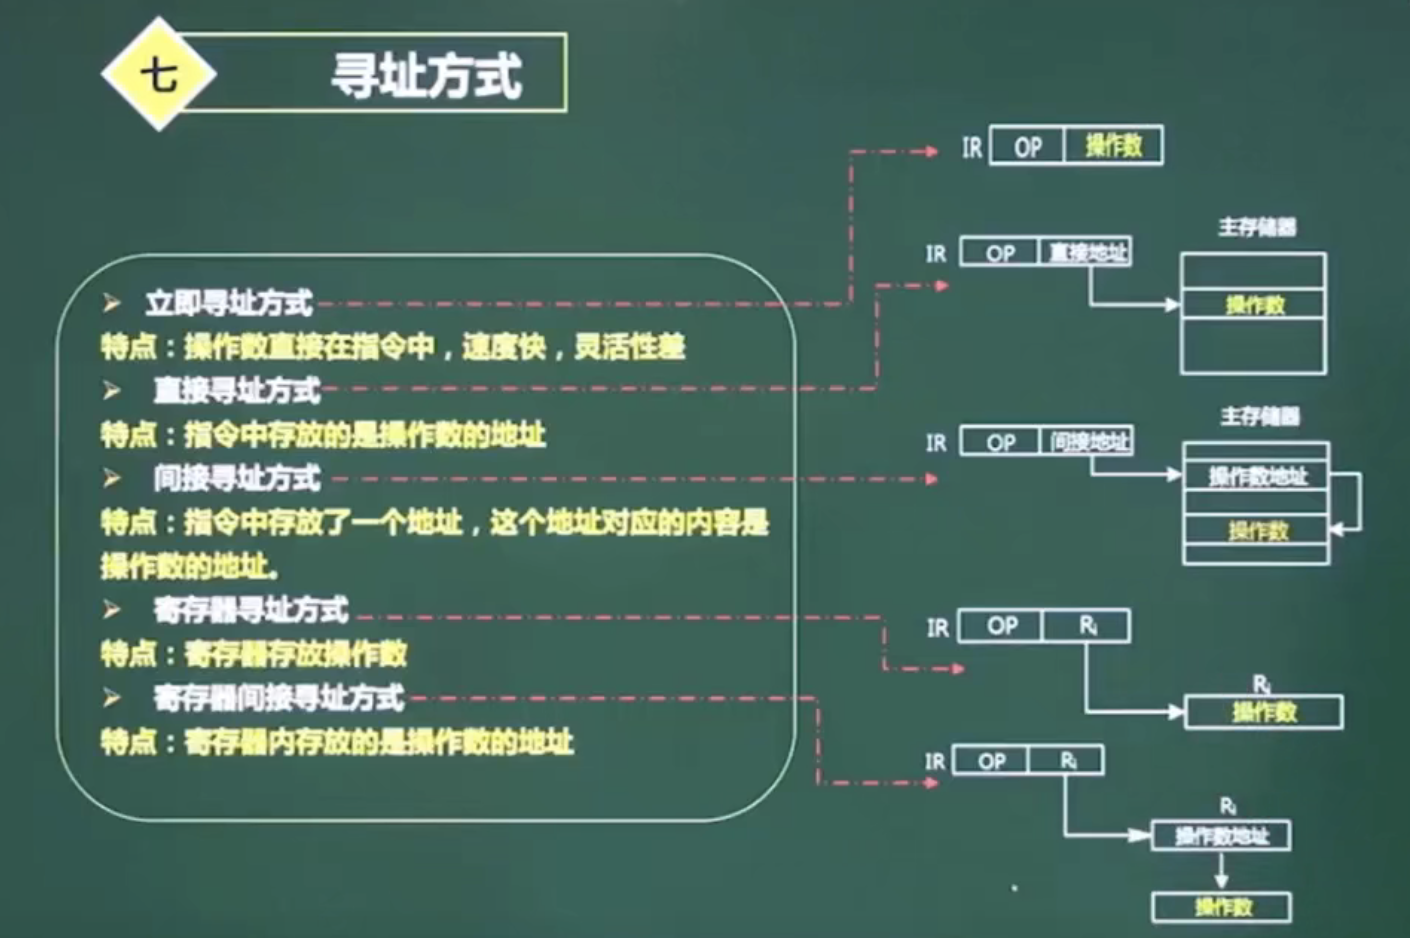 七
寻址方式
立即寻址方式
特点：操作数直接在指令中，速度快，灵活性差
直接寻址方式
特点：指令中存放的是操作数的地址
间接寻址方式
特点：指令中存放了一个地址，这个地址对应的内容是
操作数的地址。
寄存器寻址方式
特点：寄存器存放操作数
寄存器间接寻址方式
特点：寄存器内存放的是操作数的地址
IR OP 操作数
主存储器
IR OP 直接地址
操作数
主存储器
IR OP 间接地址
操作数地址
操作数
IR OP Ri
Ri
操作数
IR OP Ri
Ri
操作数地址
操作数